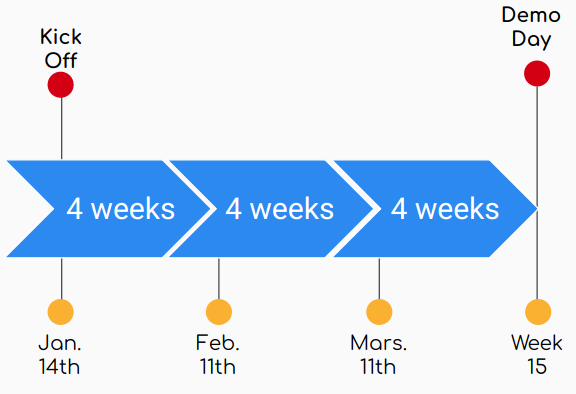 Kick
Off
Demo
Day
4 weeks
4 weeks
4 weeks
Jan.
14th
Feb.
11th
Mars.
11th
Week
15